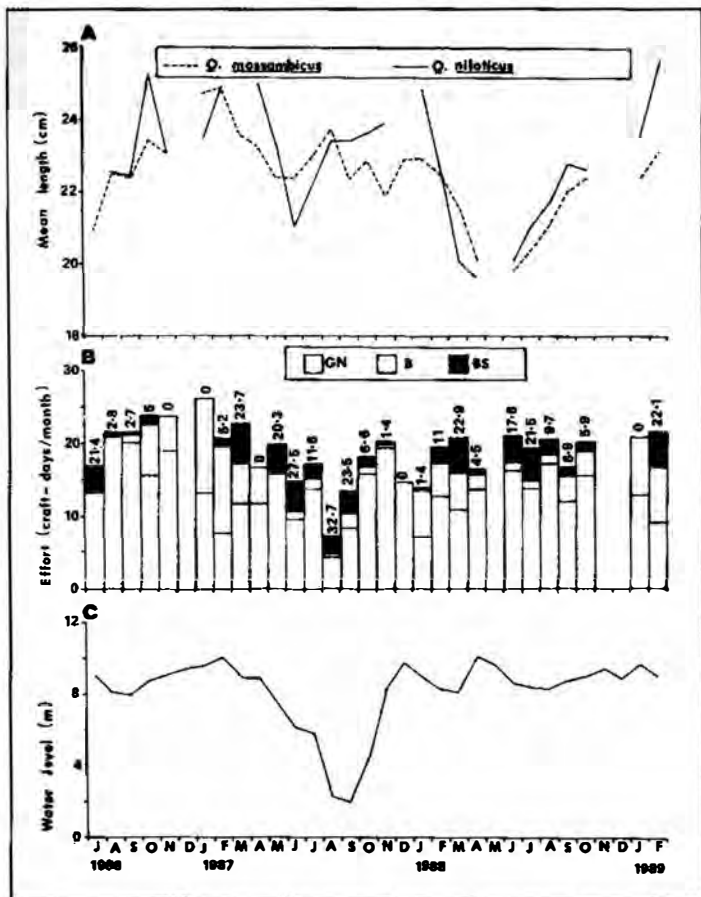 A
26
24
22
20
18
Mean length (cm)
O. mossambicus O. niloticus
B
30
20
10
0
Effort (craft-days/month)
GN B BS
21·4 2·8 2·7 5 0 0 6·2 23·7 0 20·3 27·5 11·5 32·7 23·5 6·6 1·4 0 1·4 11 22·9 4·5 17·8 21·5 9·7 6·9 5·9 0 22·1
C
12
8
4
0
Water level (m)
J A S O N D J F M A M J J A S O N D J F M A M J J A S O N D J F
1986 1987 1988 1989